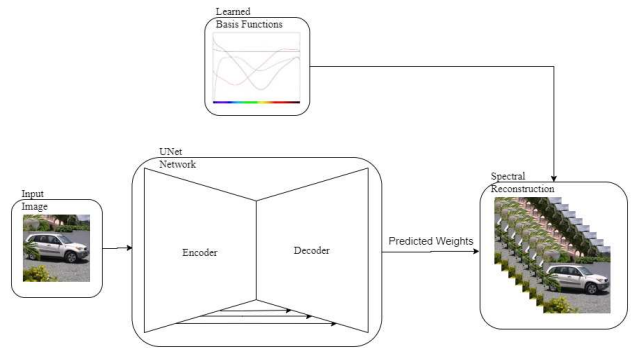 Learned
Basis Functions
UNet
Network
Input
Image
Encoder
Decoder
Predicted Weights
Spectral
Reconstruction